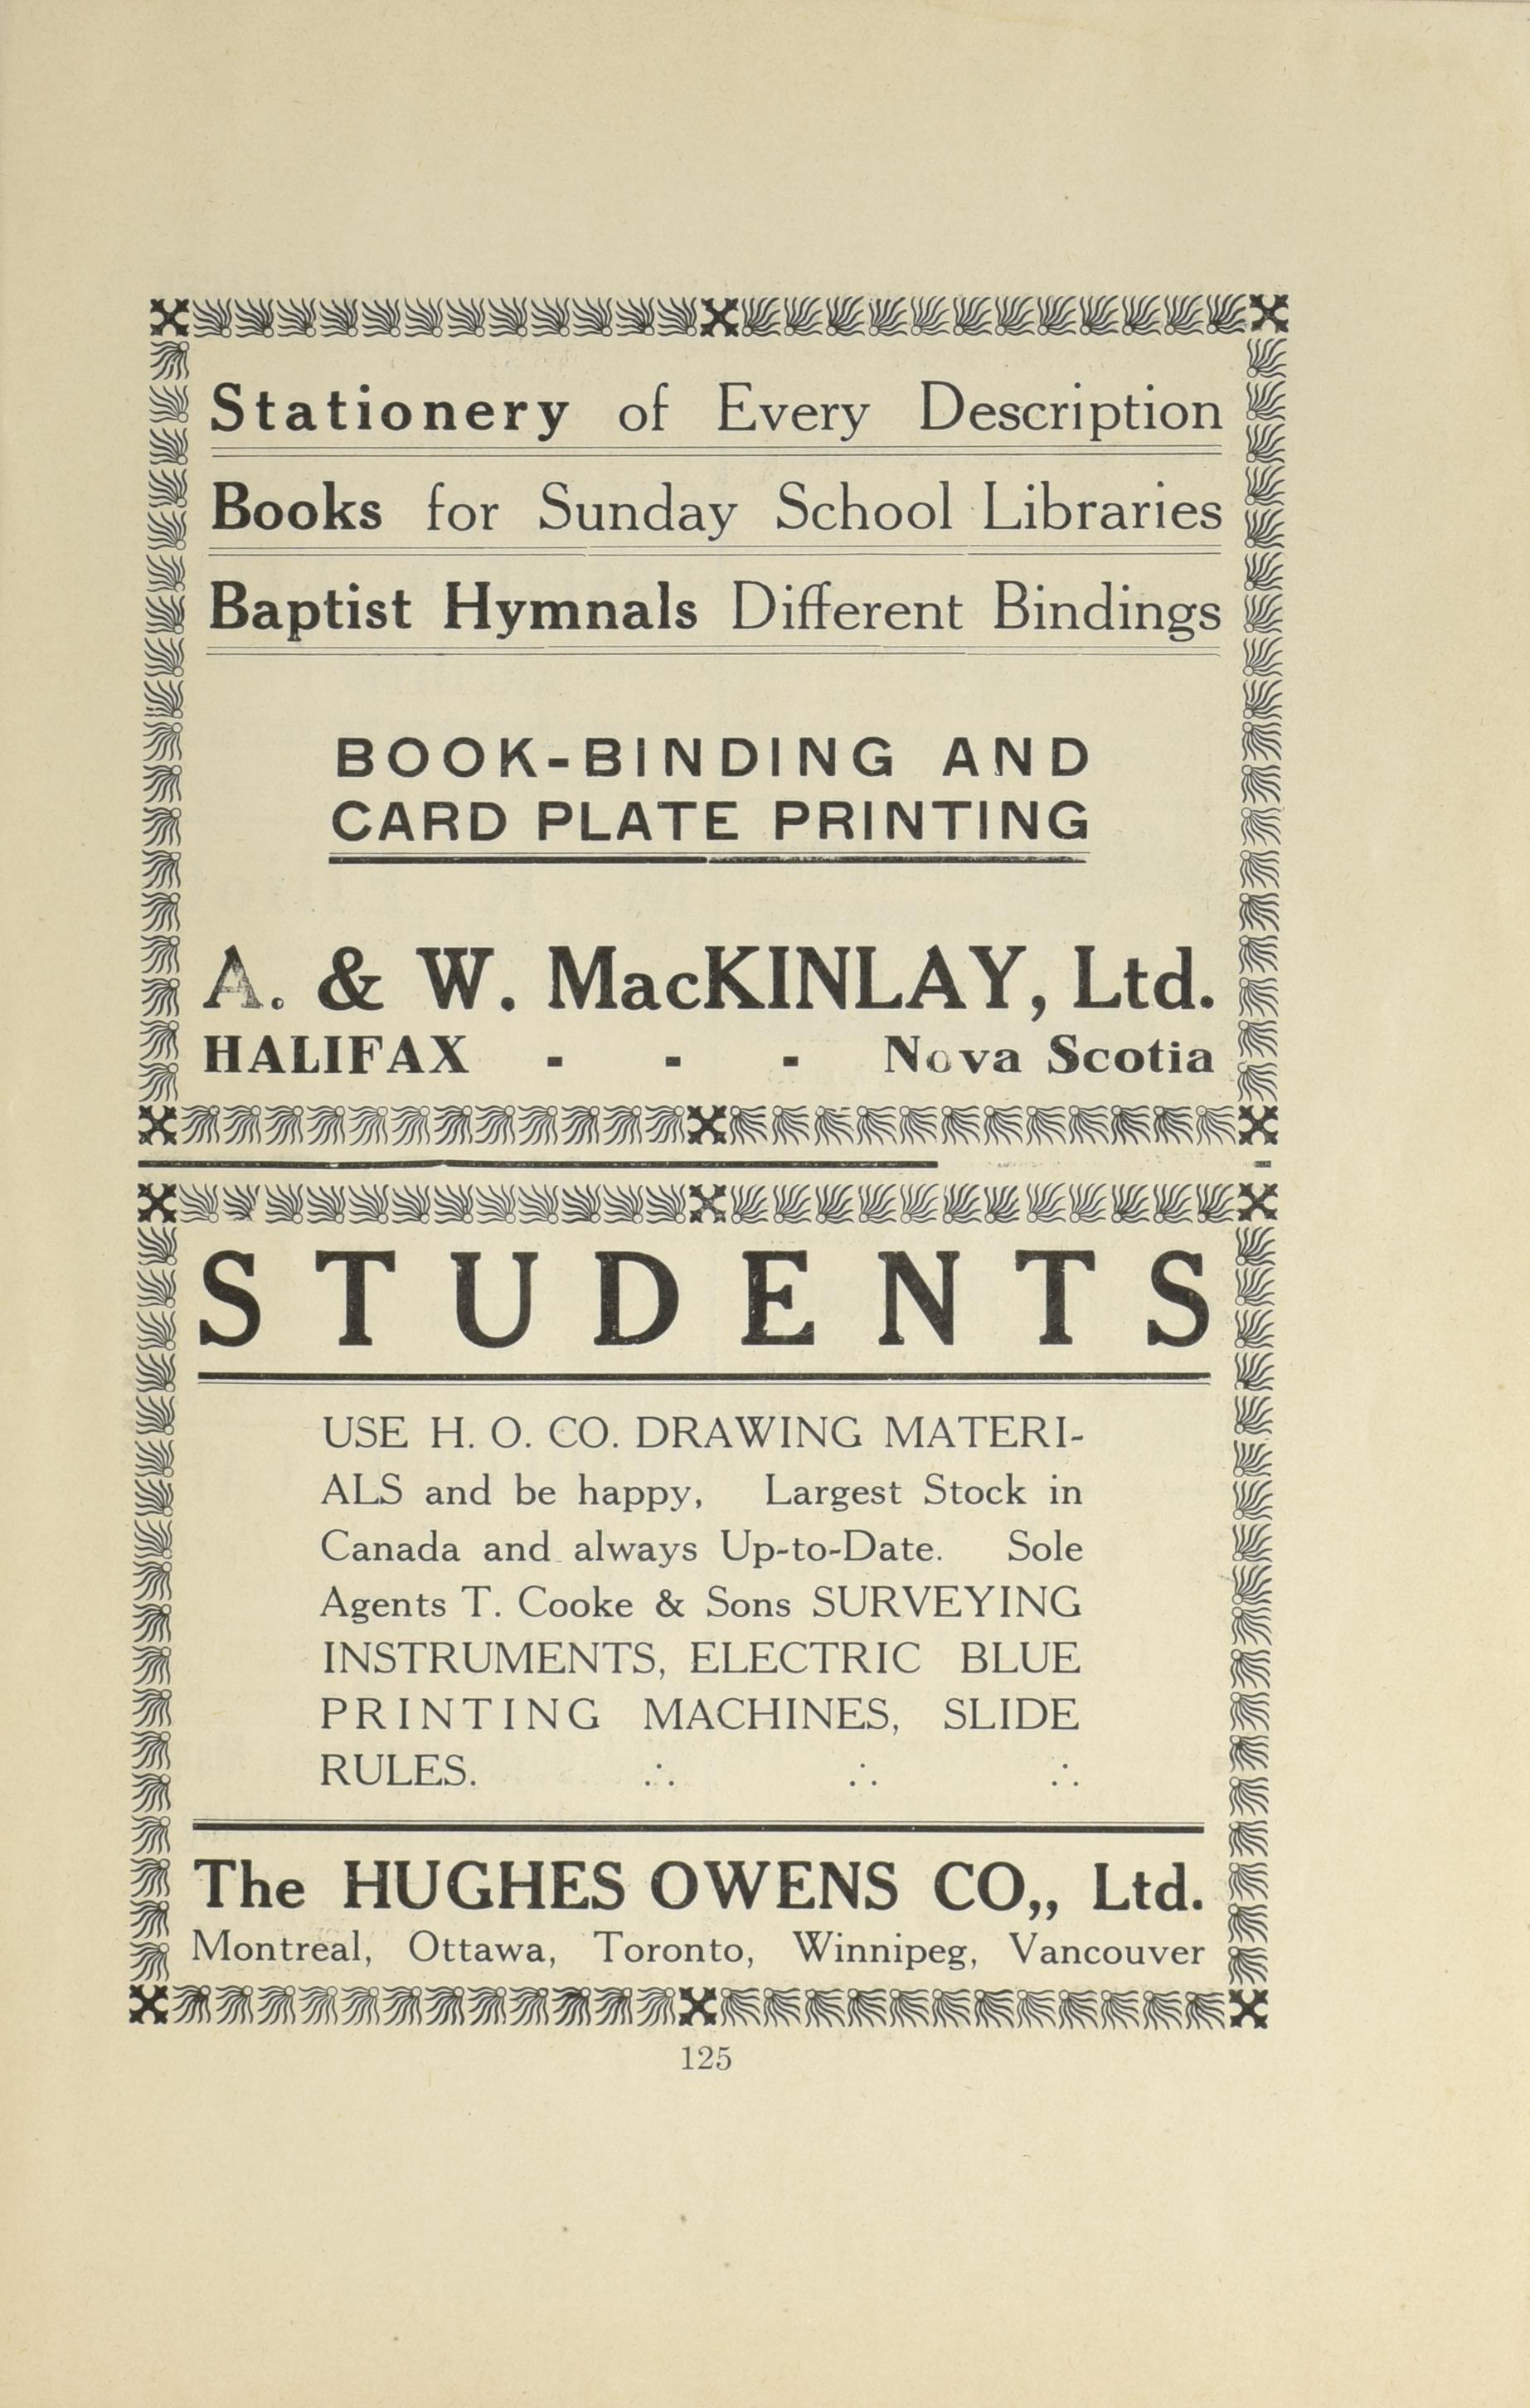 Stationery of Every Description
Books for Sunday School Libraries
Baptist Hymnals Different Bindings
BOOK-BINDING AND
CARD PLATE PRINTING
A. & W. MacKINLAY, Ltd.
HALIFAX - - - Nova Scotia
STUDENTS
USE H. O. CO. DRAWING MATERI-
ALS and be happy, Largest Stock in
Canada and always Up-to-Date. Sole
Agents T. Cooke & Sons SURVEYING
INSTRUMENTS, ELECTRIC BLUE
PRINTING MACHINES, SLIDE
RULES. ∴ ∴ ∴
The HUGHES OWENS CO,, Ltd.
Montreal, Ottawa, Toronto, Winnipeg, Vancouver
125